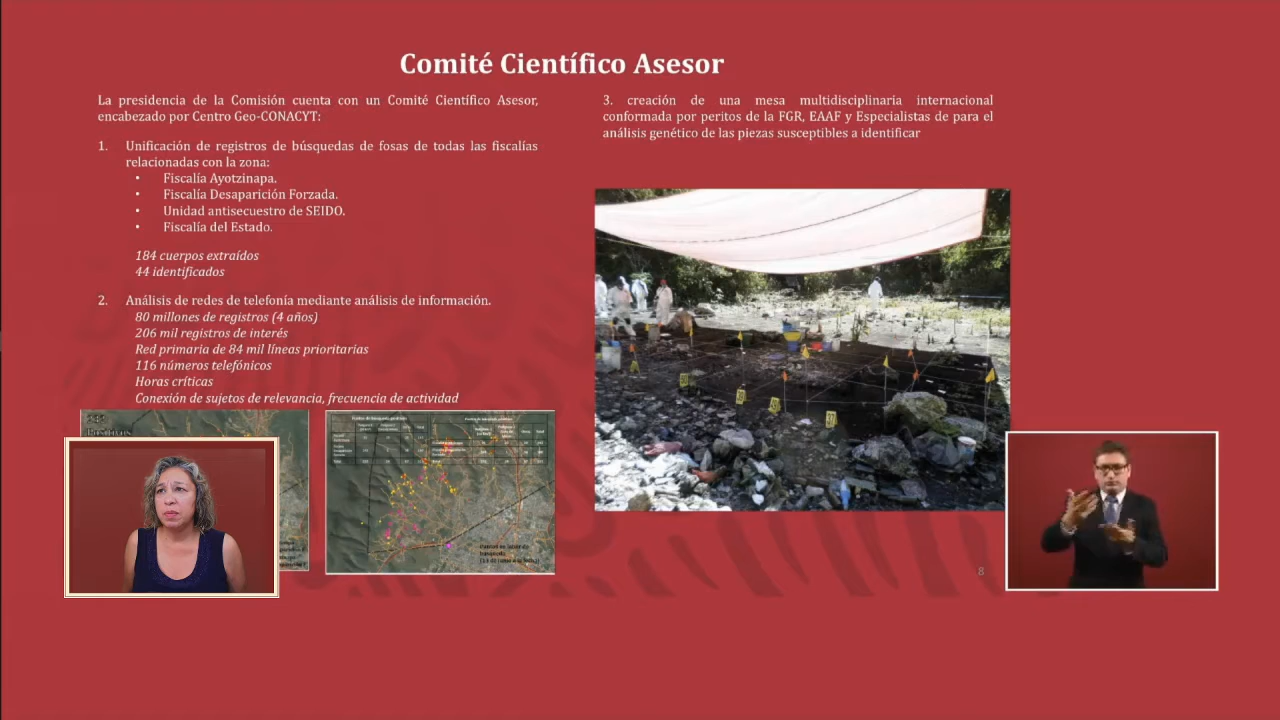 Comité Científico Asesor
La presidencia de la Comisión cuenta con un Comité Científico Asesor,
encabezado por Centro Geo-CONACYT:
1. Unificación de registros de búsquedas de fosas de todas las fiscalías
relacionadas con la zona:
• Fiscalía Ayotzinapa.
• Fiscalía Desaparición Forzada.
• Unidad antisecuestro de SEIDO.
• Fiscalía del Estado.
184 cuerpos extraídos
44 identificados
2. Análisis de redes de telefonía mediante análisis de información.
80 millones de registros (4 años)
206 mil registros de interés
Red primaria de 84 mil líneas prioritarias
116 números telefónicos
Horas críticas
Conexión de sujetos de relevancia, frecuencia de actividad
Positivos
3. creación de una mesa multidisciplinaria internacional
conformada por peritos de la FGR, EAAF y Especialistas de para el
análisis genético de las piezas susceptibles a identificar
8